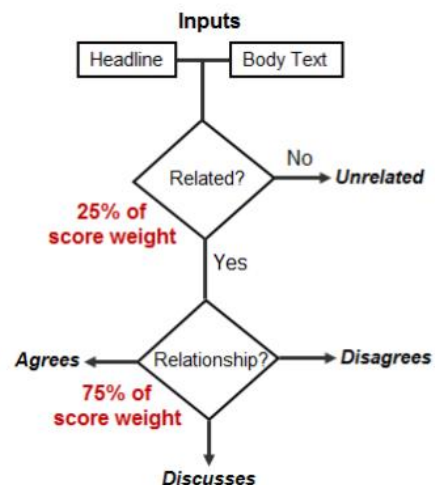 Inputs
Headline
Body Text
Related?
No
Unrelated
25% of
score weight
Yes
Agrees
Relationship?
Disagrees
75% of
score weight
Discusses